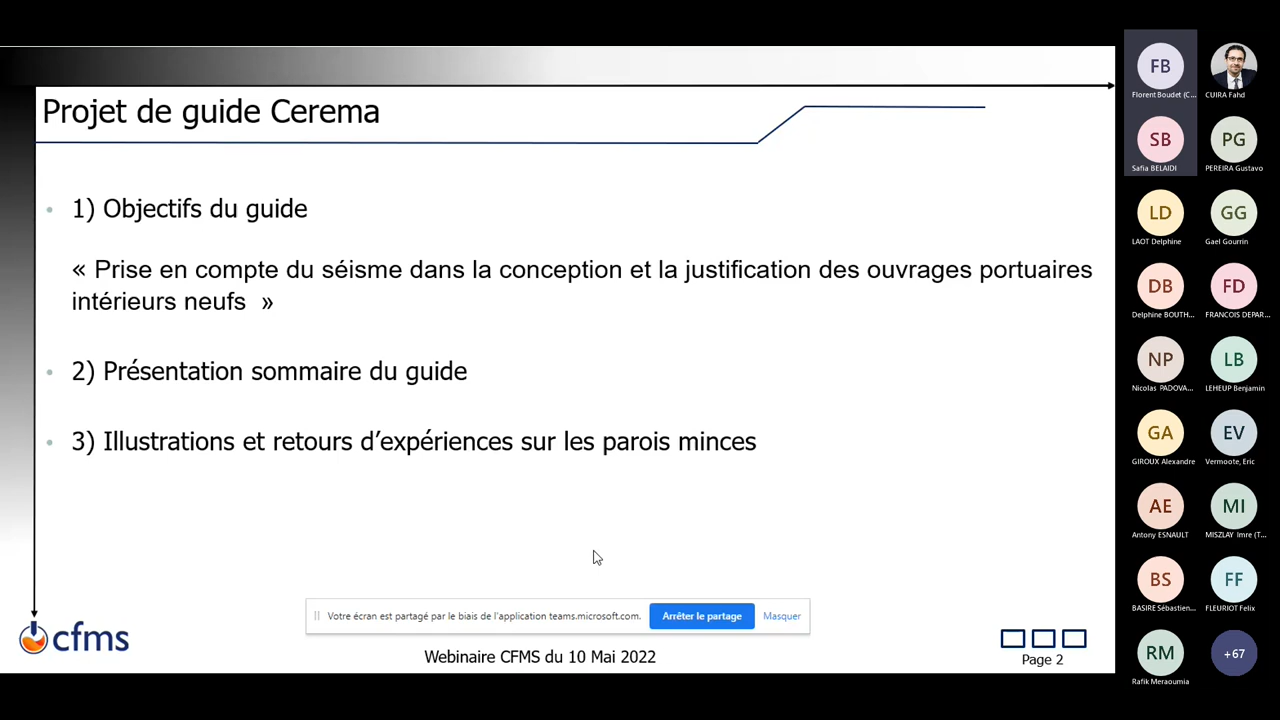 Projet de guide Cerema
1) Objectifs du guide
« Prise en compte du séisme dans la conception et la justification des ouvrages portuaires
intérieurs neufs  »
2) Présentation sommaire du guide
3) Illustrations et retours d’expériences sur les parois minces
Votre écran est partagé par le biais de l'application teams.microsoft.com.
Arrêter le partage
Masquer
cfms
Webinaire CFMS du 10 Mai 2022
Page 2
FB
Florent Boudet (C...
CUIRA Fahd
SB
Safia BELAIDI
PG
PEREIRA Gustavo
LD
LAOT Delphine
GG
Gael Gourrin
DB
Delphine BOUTH...
FD
FRANCOIS DEPAR...
NP
Nicolas PADOVA...
LB
LEHEUP Benjamin
GA
GIROUX Alexandre
EV
Vermoote, Eric
AE
Antony ESNAULT
MI
MISZLAY Imre (T...
BS
BASIRE Sébastien...
FF
FLEURIOT Felix
RM
Rafik Meraoumia
+67